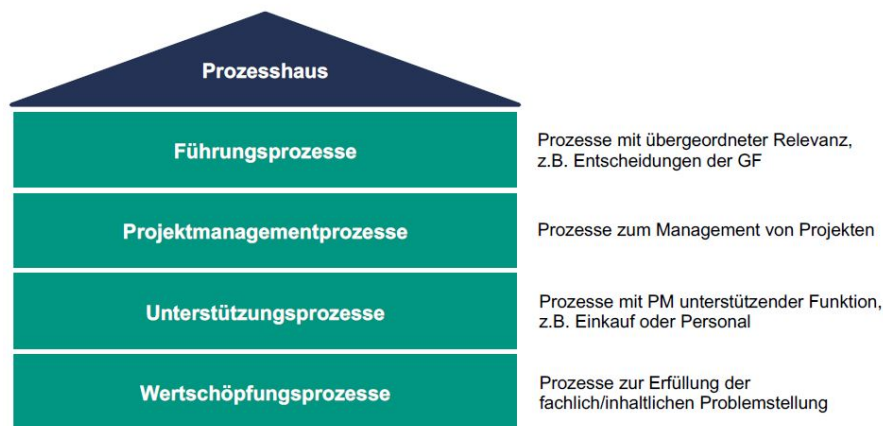 Prozesshaus
Führungsprozesse
Prozesse mit übergeordneter Relevanz,
z.B. Entscheidungen der GF
Projektmanagementprozesse
Prozesse zum Management von Projekten
Unterstützungsprozesse
Prozesse mit PM unterstützender Funktion,
z.B. Einkauf oder Personal
Wertschöpfungsprozesse
Prozesse zur Erfüllung der
fachlich/inhaltlichen Problemstellung